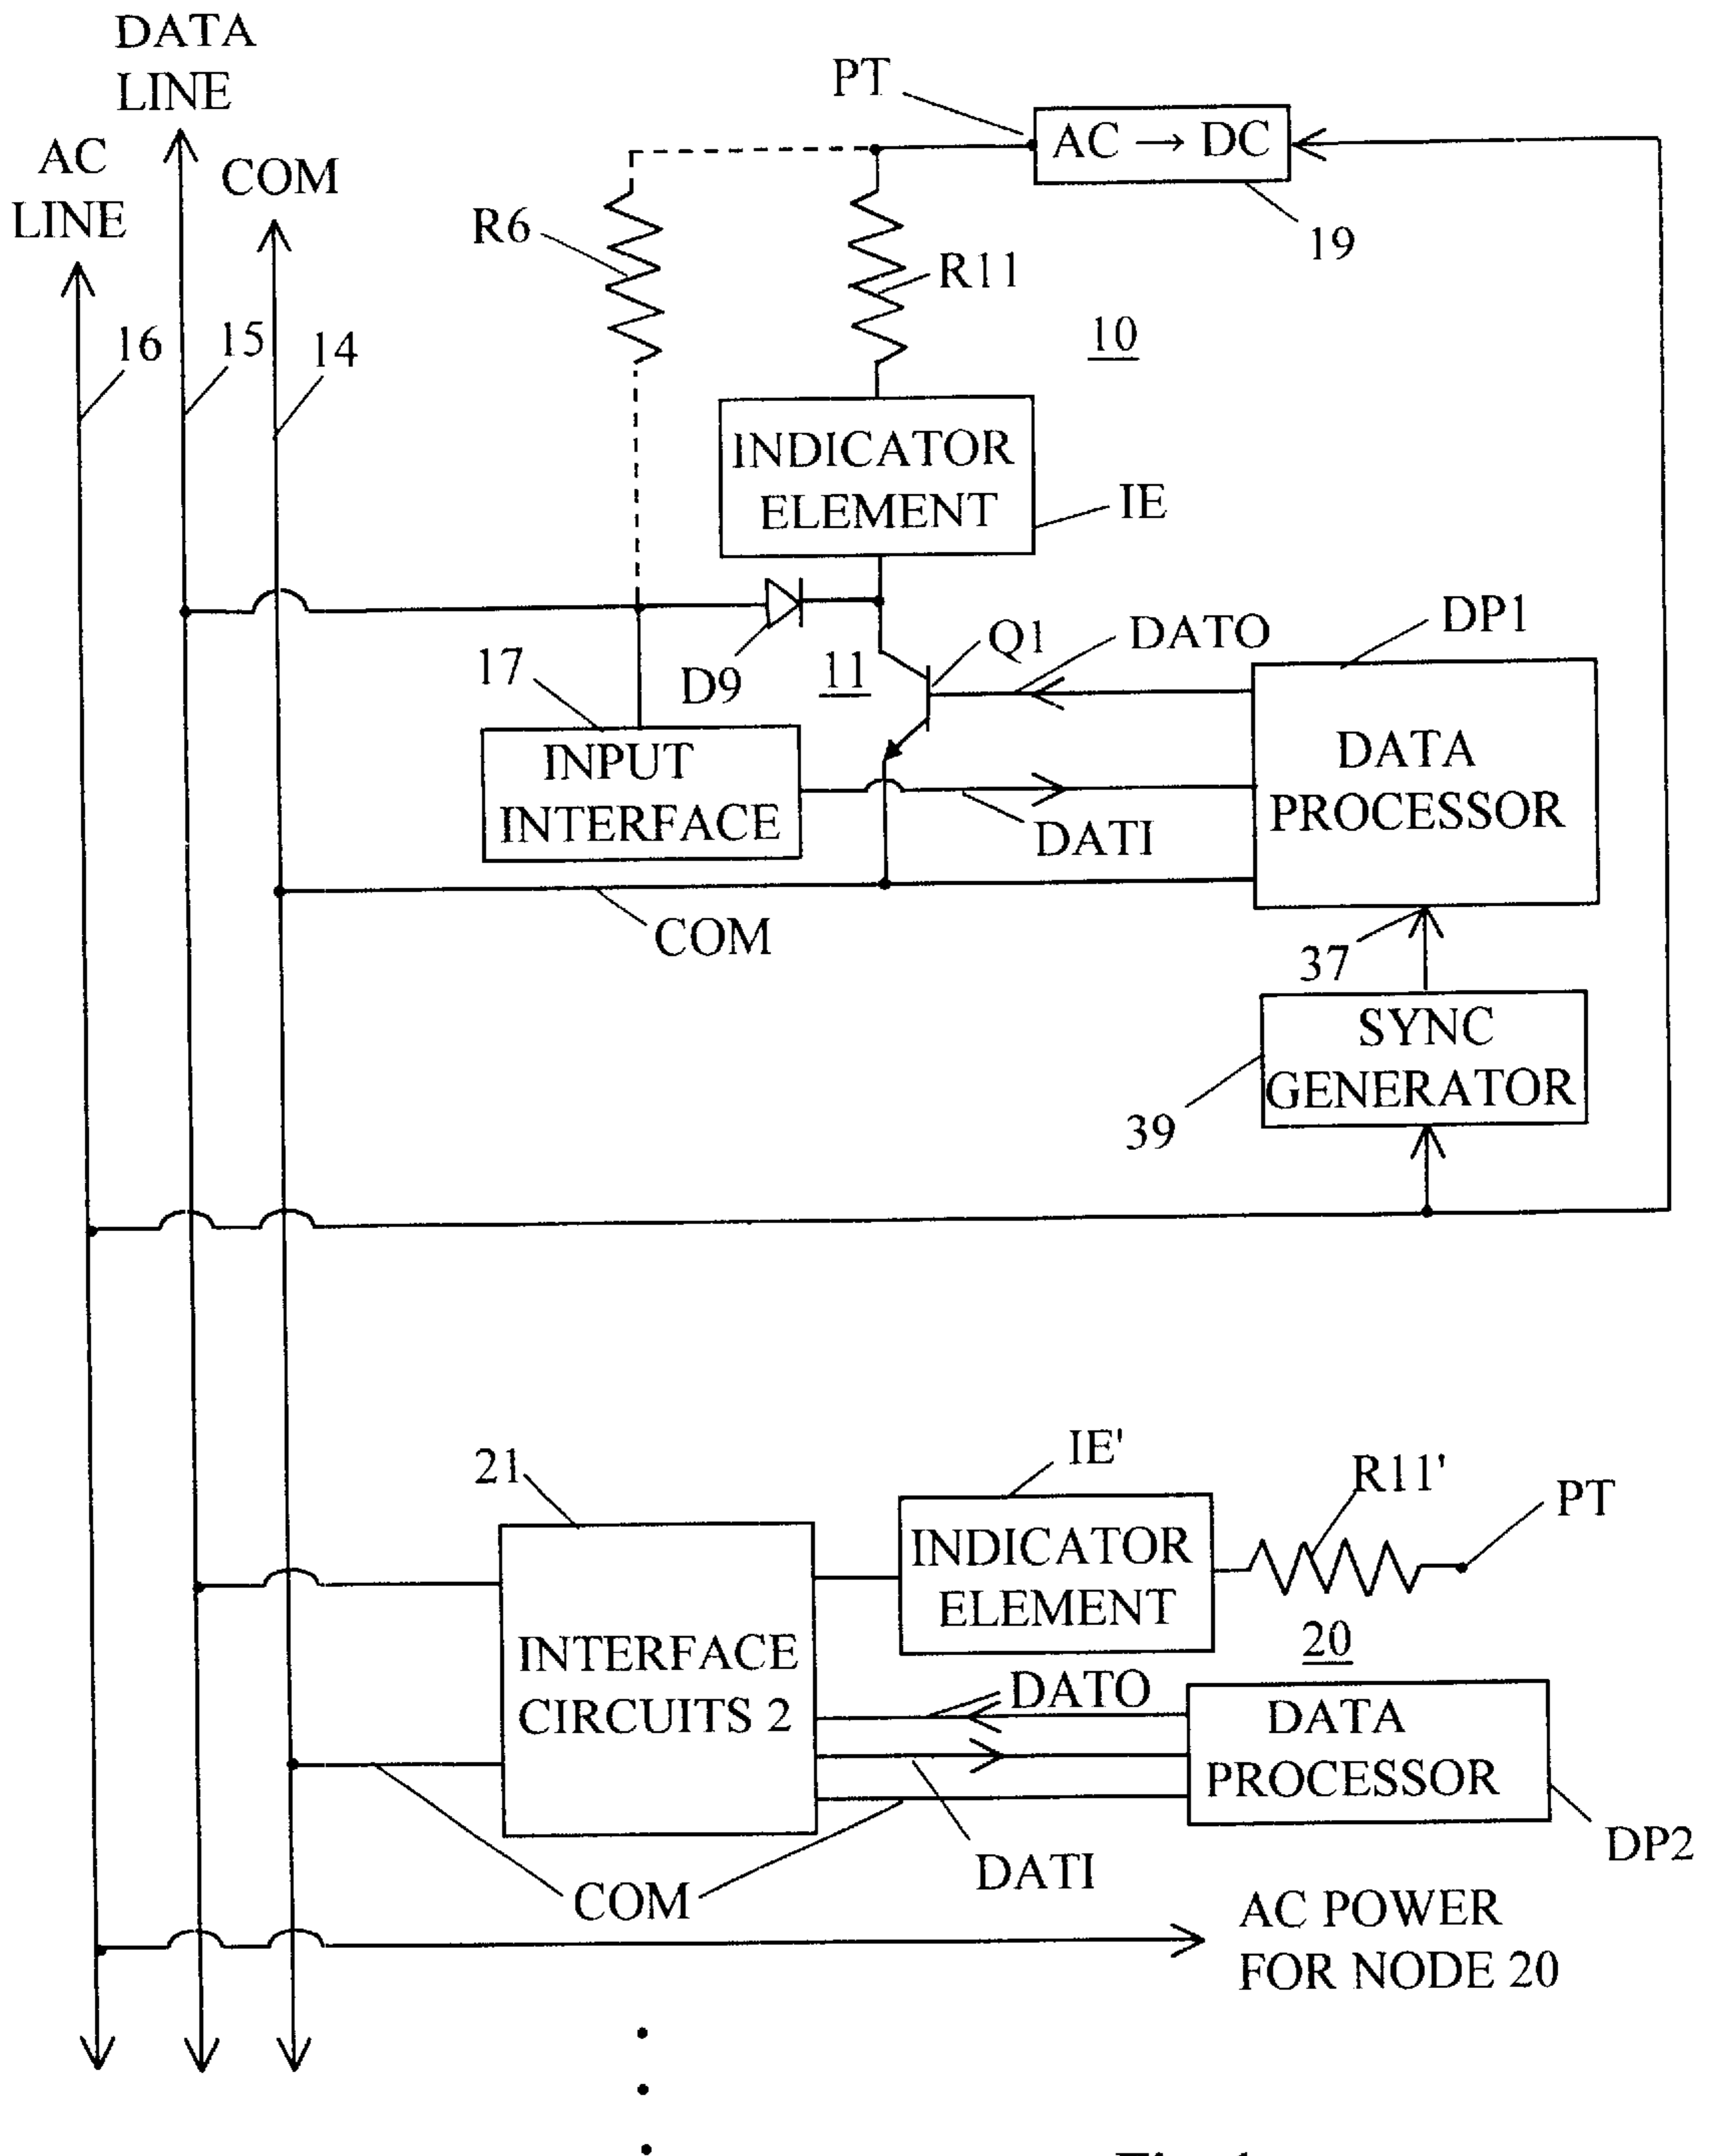 DATA
LINE
AC
LINE
COM
PT
AC → DC
19
R6
R11
10
16
15
14
INDICATOR
ELEMENT
IE
D9
11
Q1
DATO
DP1
17
INPUT
INTERFACE
DATA
PROCESSOR
DATI
COM
37
SYNC
GENERATOR
39
21
IE'
R11'
PT
INDICATOR
ELEMENT
20
INTERFACE
CIRCUITS 2
DATO
DATA
PROCESSOR
DP2
DATI
COM
AC POWER
FOR NODE 20